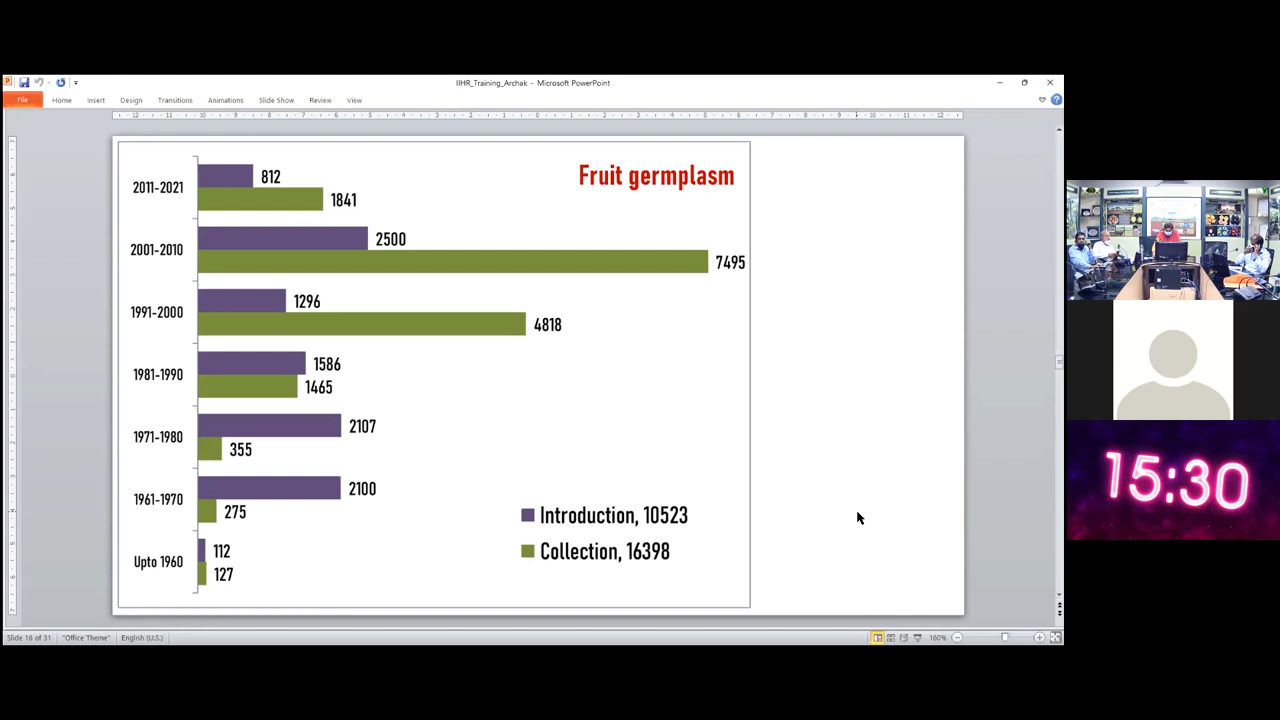 IIHR_Training_Archak - Microsoft PowerPoint
File Home Insert Design Transitions Animations Slide Show Review View
Fruit germplasm
2011-2021 812
1841
2001-2010 2500
7495
1991-2000 1296
4818
1981-1990 1586
1465
1971-1980 2107
355
1961-1970 2100
275
Upto 1960 112
127
Introduction, 10523
Collection, 16398
15:30
Slide 16 of 31 "Office Theme" English (U.S.) 160%